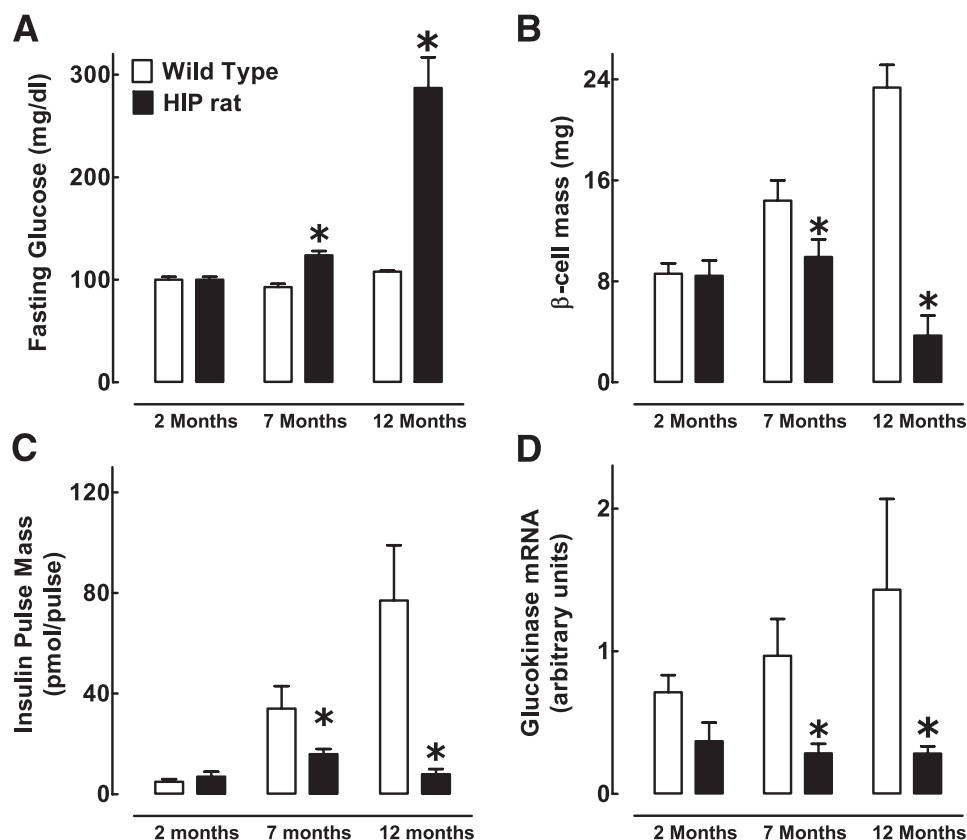 A
Fasting Glucose (mg/dl)
300
200
100
0
Wild Type
HIP rat
*
*
2 Months 7 Months 12 Months
B
β-cell mass (mg)
24
16
8
0
*
*
2 Months 7 Months 12 Months
C
Insulin Pulse Mass
(pmol/pulse)
120
80
40
0
*
*
2 months 7 months 12 months
D
Glucokinase mRNA
(arbitrary units)
2
1
0
*
*
2 Months 7 Months 12 Months